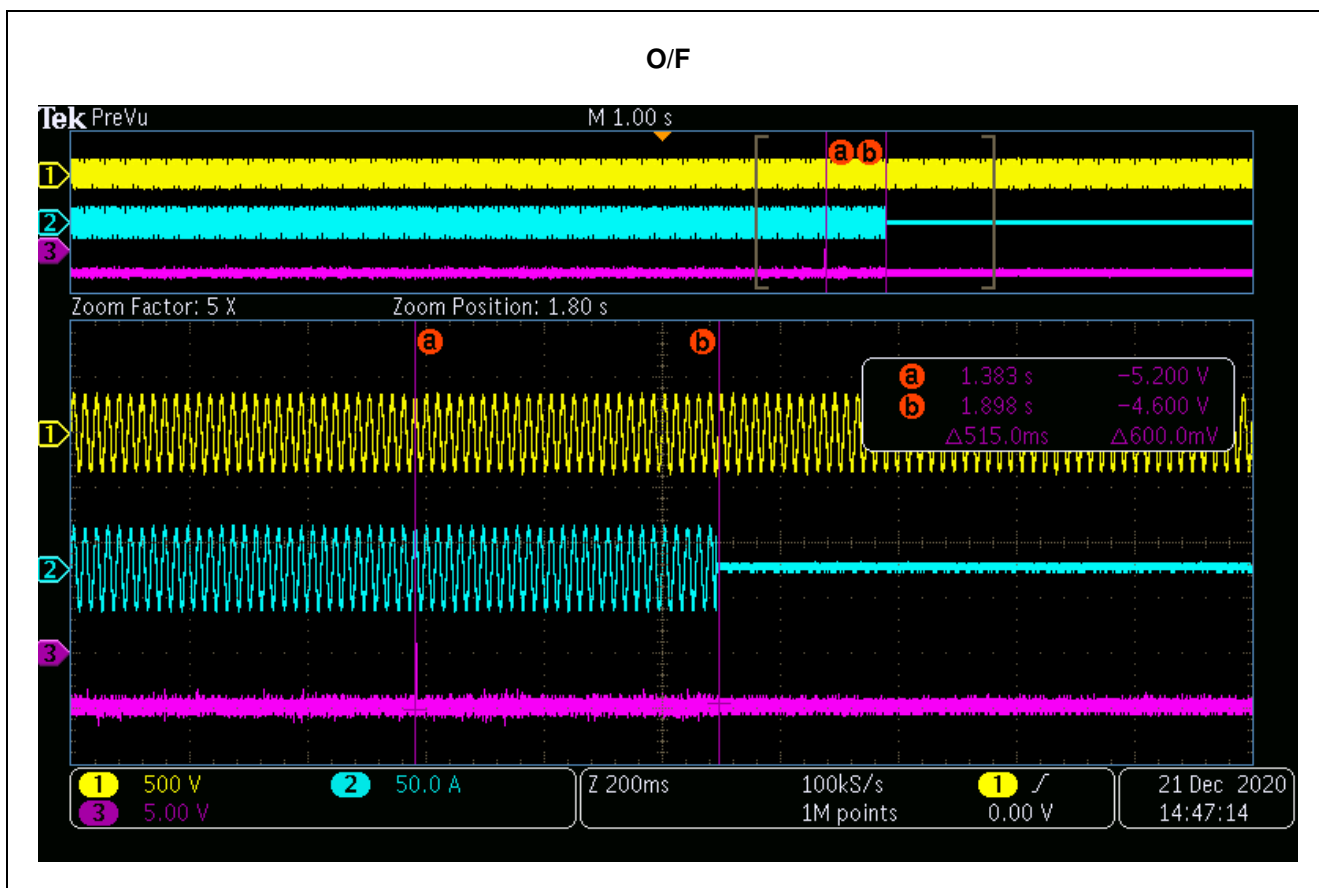 O/F
Tek PreVu M 1.00 s
a b
1
2
3
Zoom Factor: 5 X Zoom Position: 1.80 s
a b
a 1.383 s −5.200 V
b 1.898 s −4.600 V
△515.0ms △600.0mV
1
2
3
1 500 V 2 50.0 A Z 200ms 100kS/s 1 21 Dec 2020
3 5.00 V 1M points 0.00 V 14:47:14